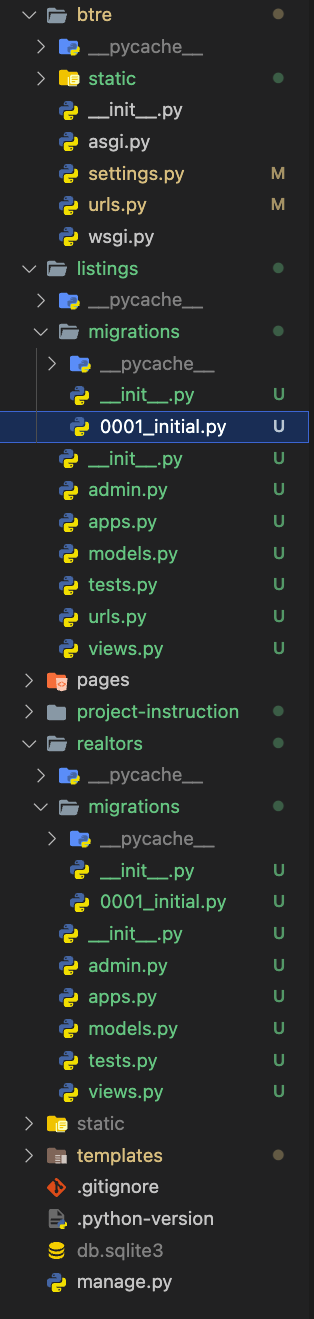 btre
__pycache__
static
__init__.py
asgi.py
settings.py M
urls.py M
wsgi.py
listings
__pycache__
migrations
__pycache__
__init__.py U
0001_initial.py U
__init__.py U
admin.py U
apps.py U
models.py U
tests.py U
urls.py U
views.py U
pages
project-instruction
realtors
__pycache__
migrations
__pycache__
__init__.py U
0001_initial.py U
__init__.py U
admin.py U
apps.py U
models.py U
tests.py U
views.py U
static
templates
.gitignore
.python-version
db.sqlite3
manage.py